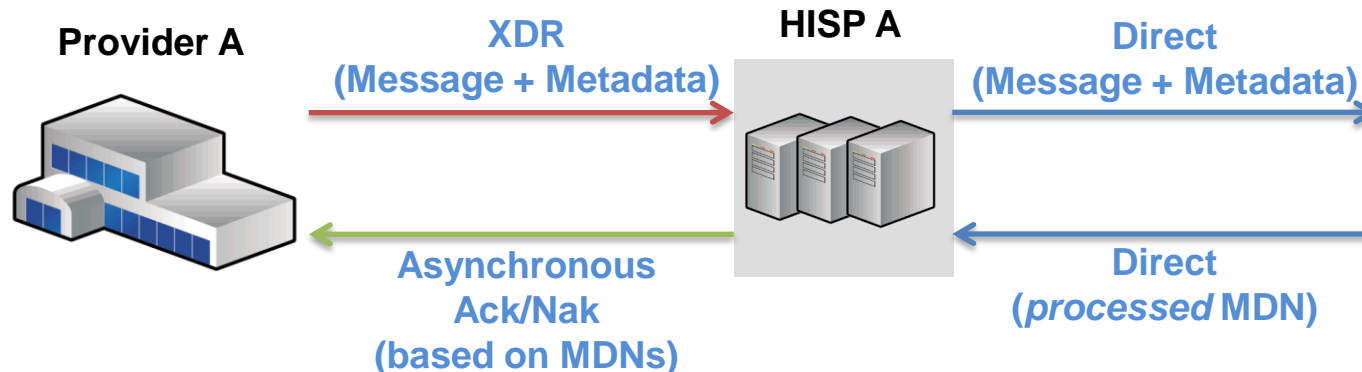 Provider A
XDR
(Message + Metadata)
HISP A
Direct
(Message + Metadata)
Asynchronous
Ack/Nak
(based on MDNs)
Direct
(processed MDN)